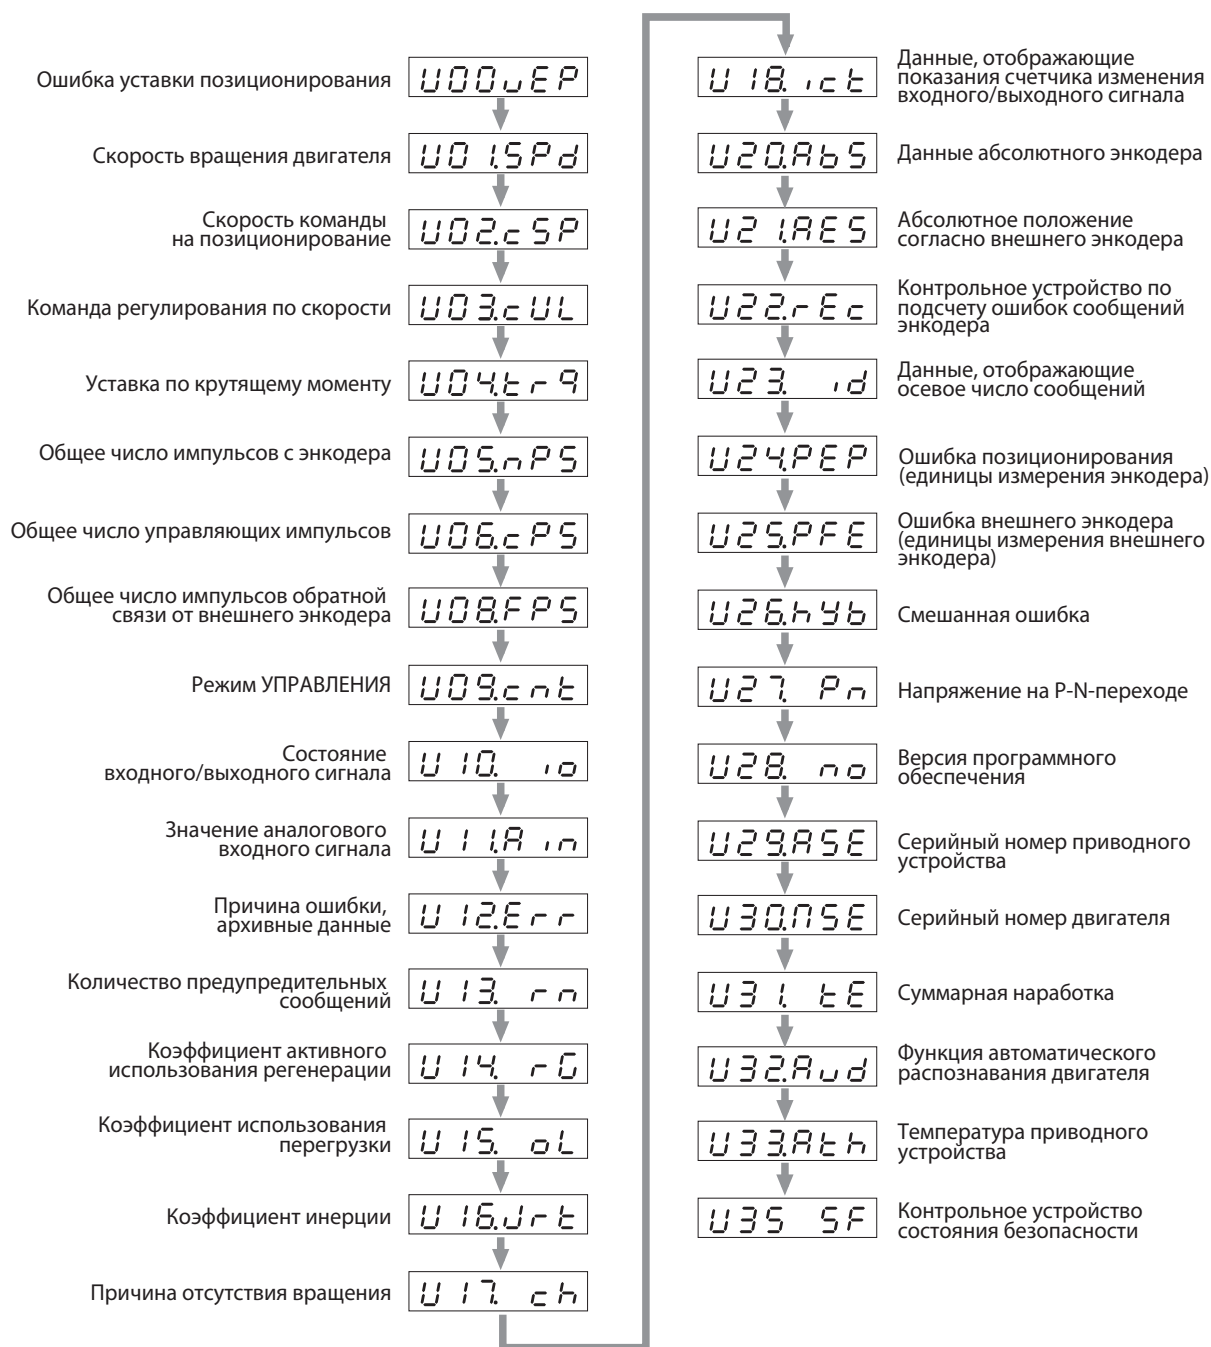 Ошибка уставки позиционирования
U00uEP
Скорость вращения двигателя
U01.SPd
Скорость команды
на позиционирование
U02.cSP
Команда регулирования по скорости
U03.cUL
Уставка по крутящему моменту
U04.trq
Общее число импульсов с энкодера
U05.nPS
Общее число управляющих импульсов
U06.cPS
Общее число импульсов обратной
связи от внешнего энкодера
U08.FPS
Режим УПРАВЛЕНИЯ
U09.cnt
Состояние
входного/выходного сигнала
U10. io
Значение аналогового
входного сигнала
U11.Ain
Причина ошибки,
архивные данные
U12.Err
Количество предупредительных
сообщений
U13. rn
Коэффициент активного
использования регенерации
U14. rG
Коэффициент использования
перегрузки
U15. oL
Коэффициент инерции
U16.Jrt
Причина отсутствия вращения
U17. ch
U18.ict
Данные, отображающие
показания счетчика изменения
входного/выходного сигнала
U20.AbS
Данные абсолютного энкодера
U21.AES
Абсолютное положение
согласно внешнего энкодера
U22.rEc
Контрольное устройство по
подсчету ошибок сообщений
энкодера
U23. id
Данные, отображающие
осевое число сообщений
U24.PEP
Ошибка позиционирования
(единицы измерения энкодера)
U25.PFE
Ошибка внешнего энкодера
(единицы измерения внешнего
энкодера)
U26.hyb
Смешанная ошибка
U27. Pn
Напряжение на P-N-переходе
U28. no
Версия программного
обеспечения
U29.ASE
Серийный номер приводного
устройства
U30.MSE
Серийный номер двигателя
U31. tE
Суммарная наработка
U32.Aud
Функция автоматического
распознавания двигателя
U33.Ath
Температура приводного
устройства
U35 SF
Контрольное устройство
состояния безопасности